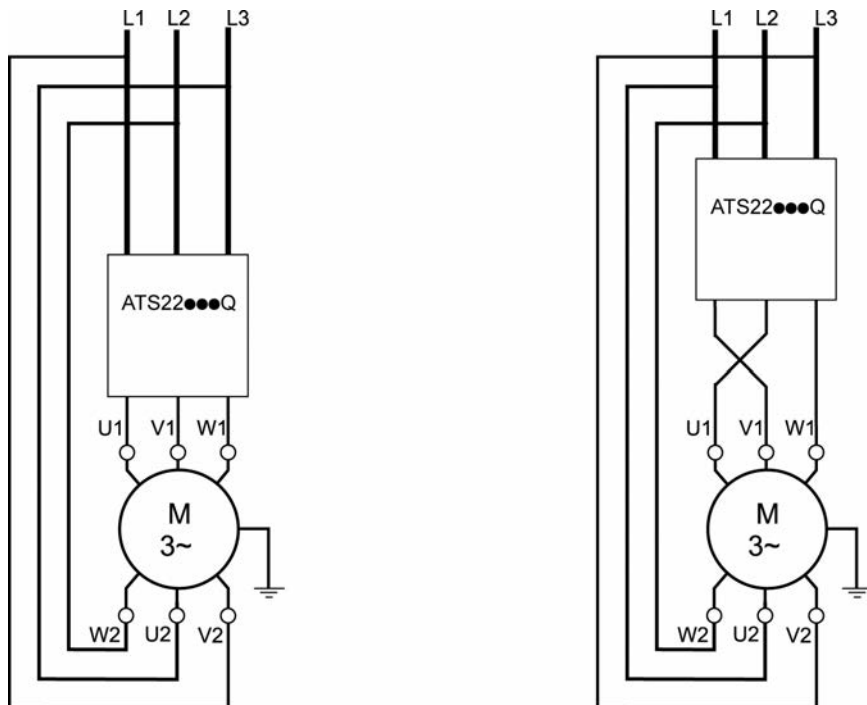 L1 L2 L3
ATS22●●●Q
U1 V1 W1
M
3~
W2 U2 V2
L1 L2 L3
ATS22●●●Q
U1 V1 W1
M
3~
W2 U2 V2